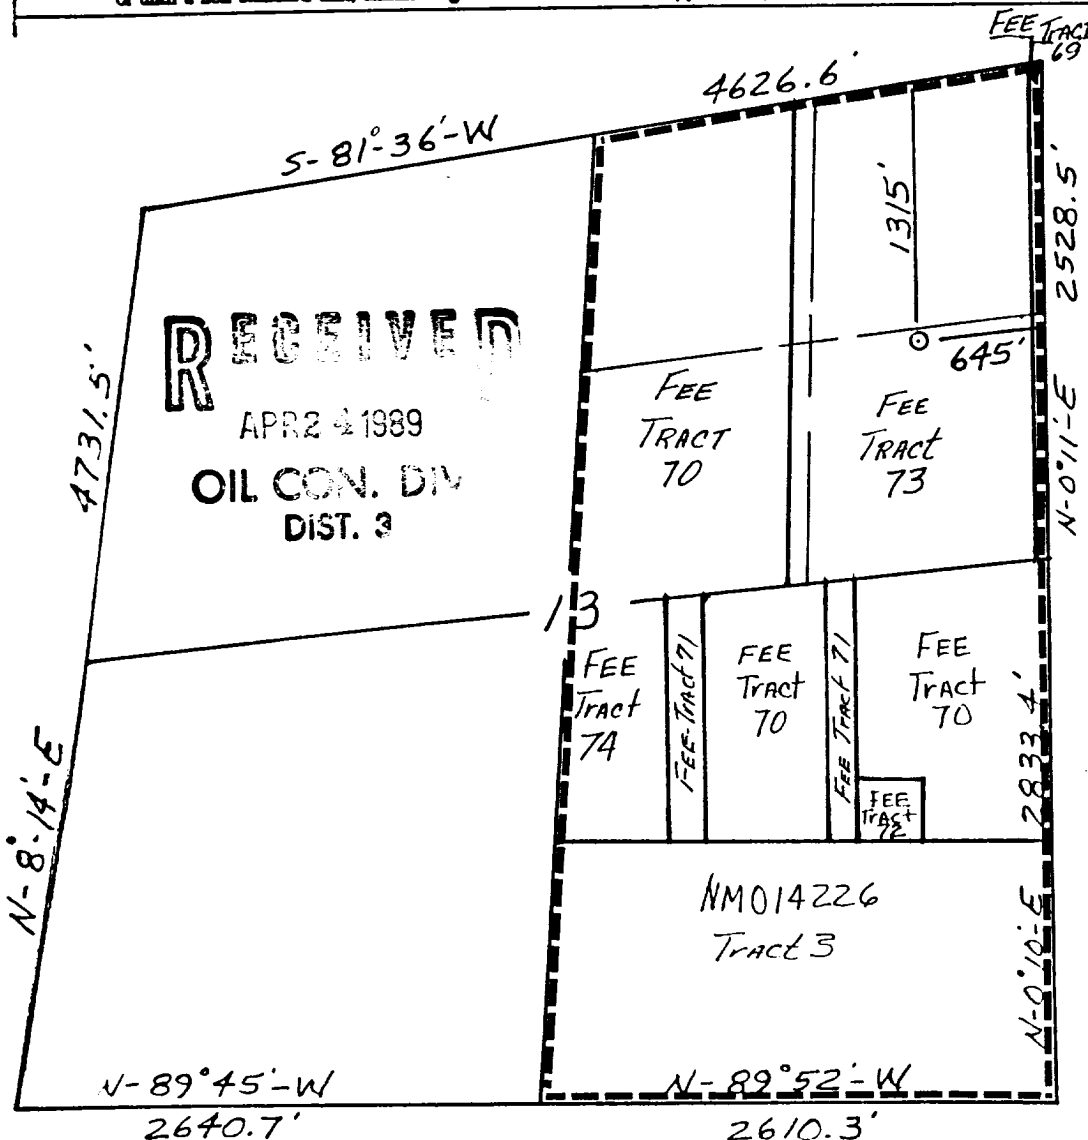 FEE TRACT
69
4626.6'
S-81°36'-W
1315'
2528.5'
RECEIVED
645'
FEE
TRACT
70
FEE
TRACT
73
APR 24 1989
4731.5'
N-0°11'-E
OIL CON. DIV
DIST. 3
13
FEE
TRACT
74
FEE-TRACT 71
FEE
TRACT
70
FEE TRACT 71
FEE
TRACT
70
FEE
TRACT
72
2833.4'
N-8°-14'-E
NM014226
TRACT 3
N-0°10'-E
N-89°45'-W
N-89°52'-W
2640.7'
2610.3'